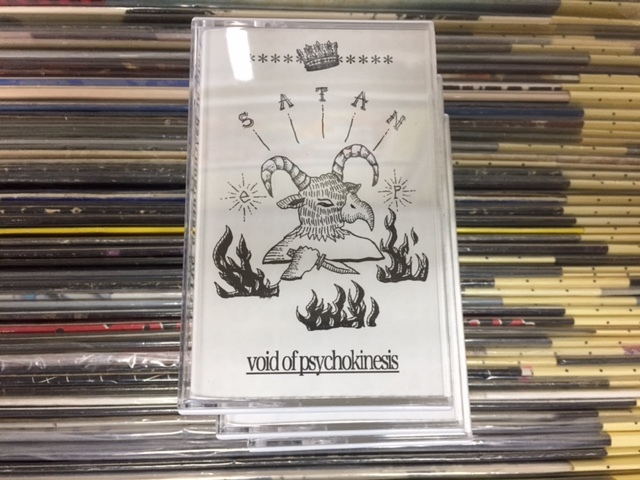 **** ****
S A T A N
e P
void of psychokinesis